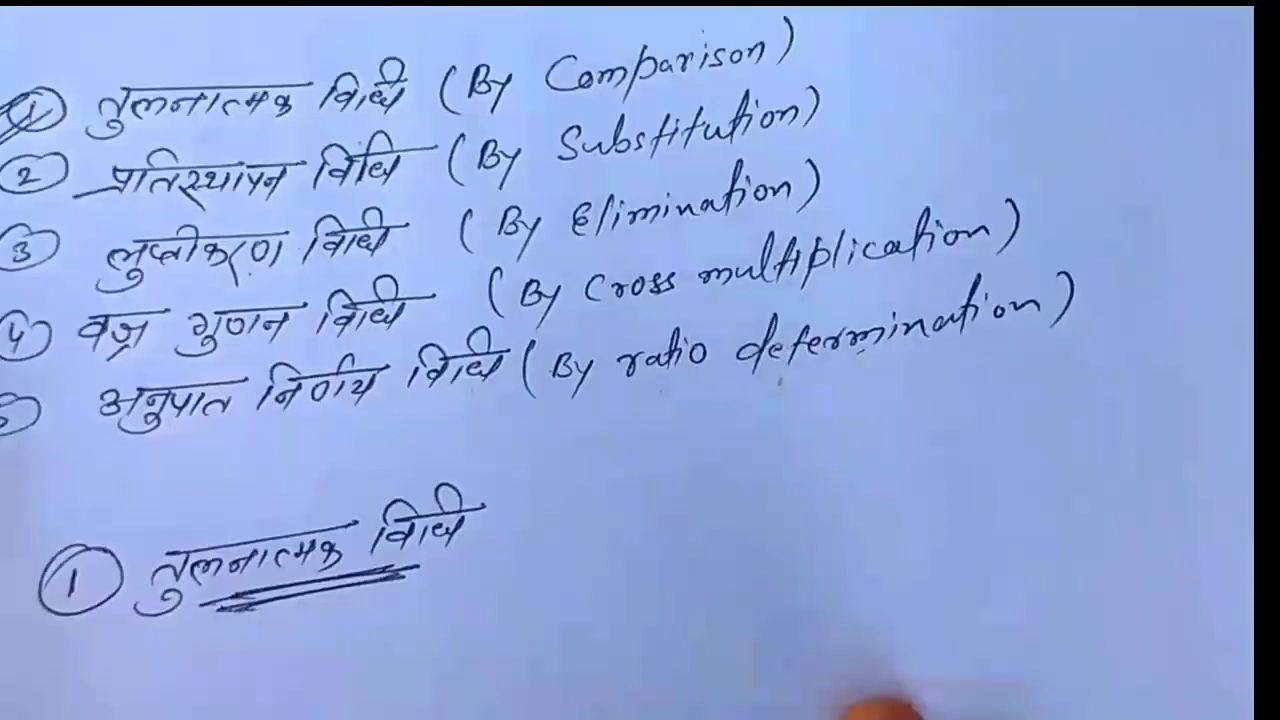 ① तुलनात्मक विधि (By Comparison)
② प्रतिस्थापन विधि (By Substitution)
③ लुप्तीकरण विधि (By Elimination)
④ वज्र गुणन विधि (By Cross multiplication)
⑤ अनुपात निर्णय विधि (By ratio determination)
① तुलनात्मक विधि